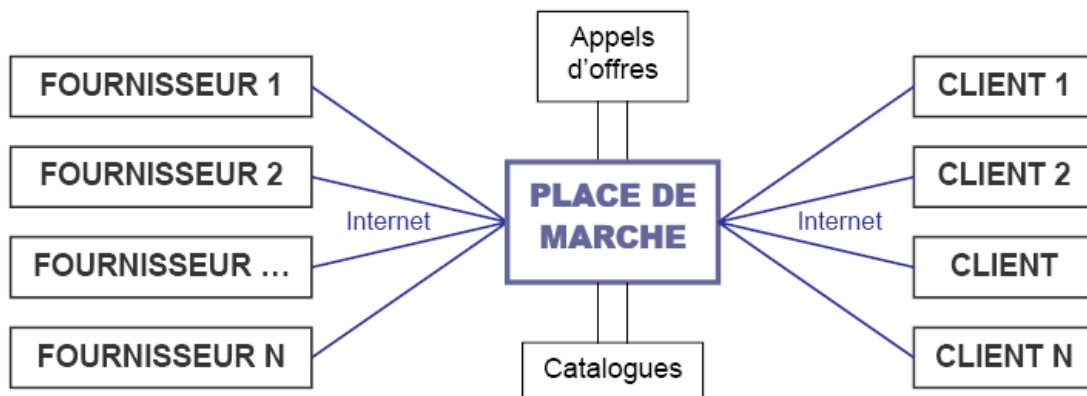 Appels
d'offres
FOURNISSEUR 1
FOURNISSEUR 2
Internet
FOURNISSEUR ...
FOURNISSEUR N
PLACE DE
MARCHE
Catalogues
CLIENT 1
CLIENT 2
Internet
CLIENT
CLIENT N